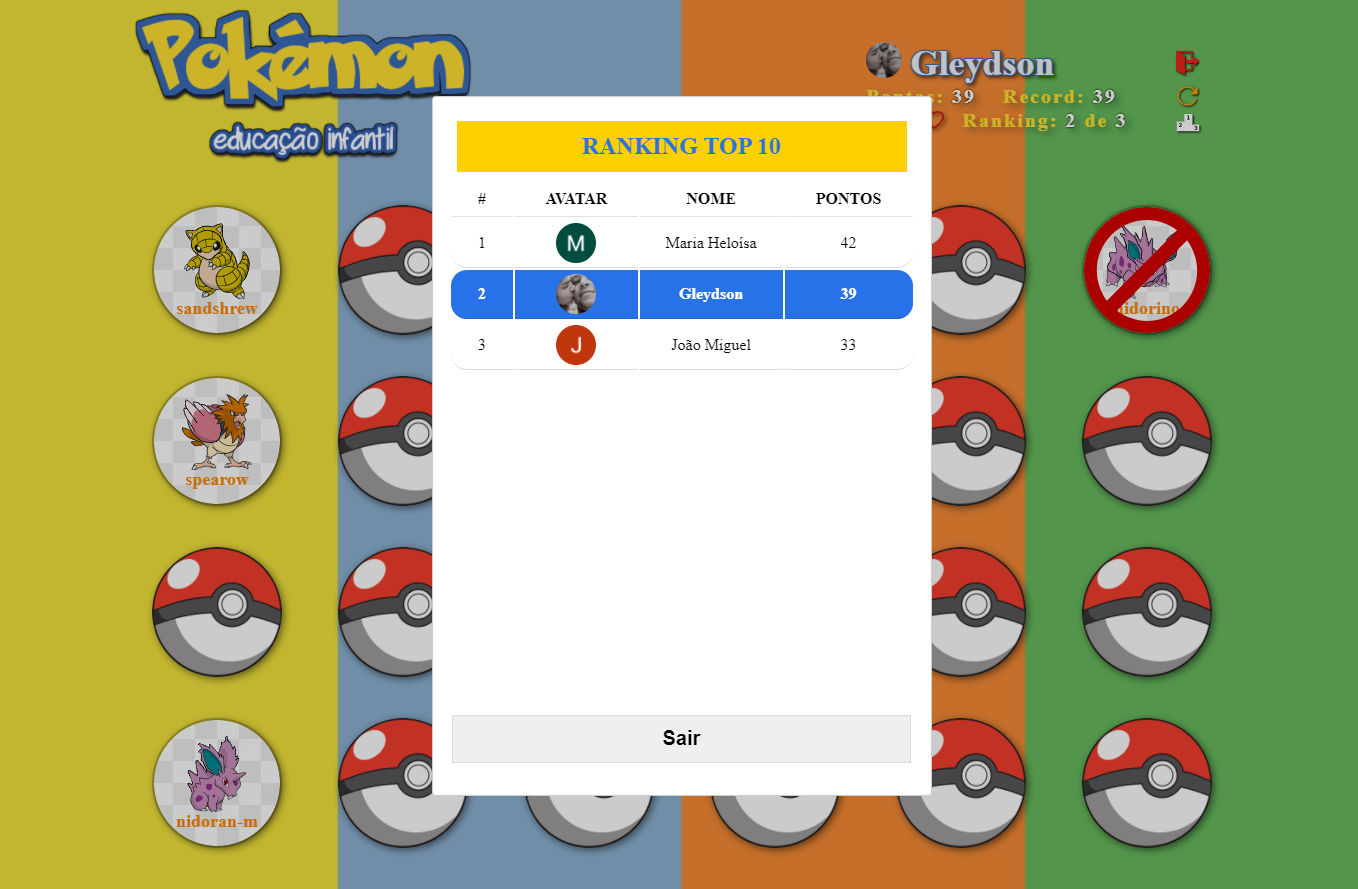 Pokémon
educação infantil
Gleydson
Pontos: 39 Record: 39
Ranking: 2 de 3
RANKING TOP 10
# AVATAR NOME PONTOS
1 M Maria Heloísa 42
2 Gleydson 39
3 J João Miguel 33
Sair
sandshrew
nidorino
spearow
nidoran-m